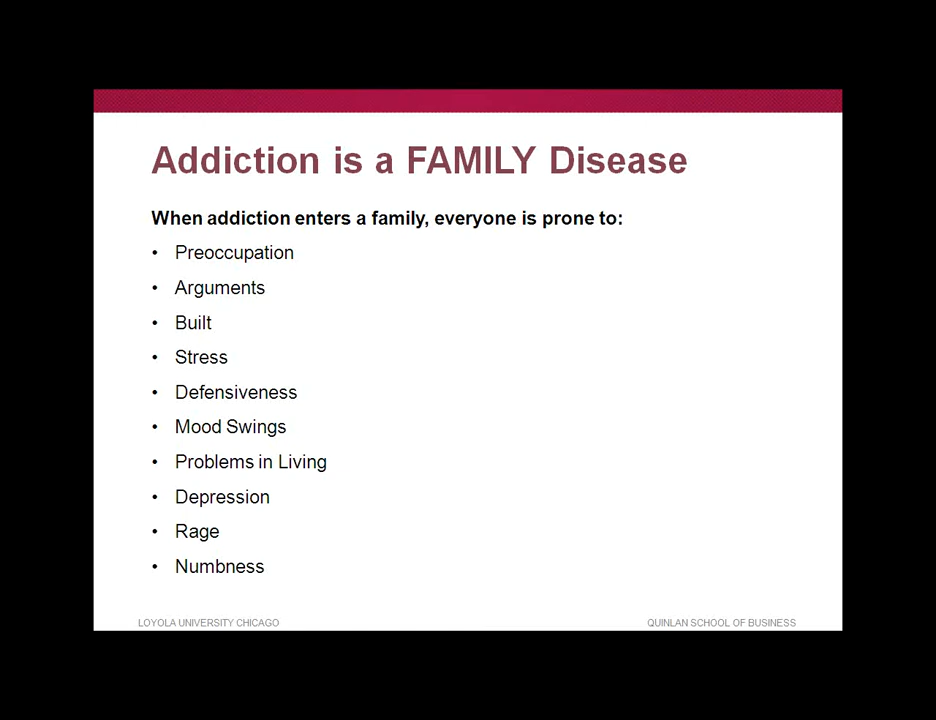 Addiction is a FAMILY Disease
When addiction enters a family, everyone is prone to:
• Preoccupation
• Arguments
• Built
• Stress
• Defensiveness
• Mood Swings
• Problems in Living
• Depression
• Rage
• Numbness
LOYOLA UNIVERSITY CHICAGO QUINLAN SCHOOL OF BUSINESS